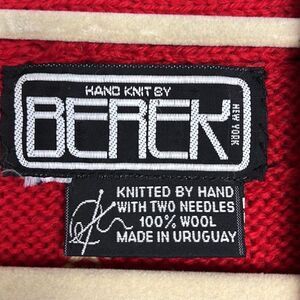 HAND KNIT BY
BEREK
NEW YORK
KNITTED BY HAND
WITH TWO NEEDLES
100% WOOL
MADE IN URUGUAY